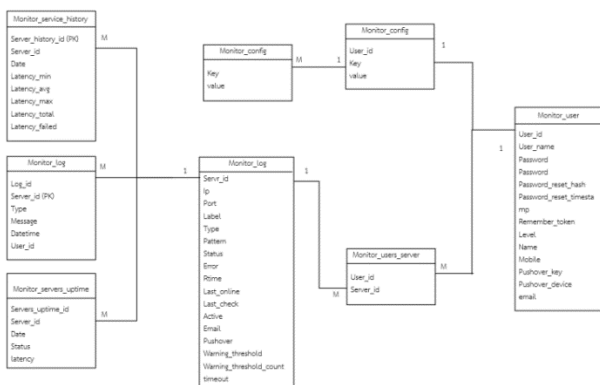 Monitor_service_history
Server_history_id (PK)
Server_id
Date
Latency_min
Latency_avg
Latency_max
Latency_total
Latency_failed
M
Monitor_config
Key
value
M
1
Monitor_config
User_id
Key
value
1
Monitor_user
User_id
User_name
Password
Password
Password_reset_hash
Password_reset_timesta
mp
Remember_token
Level
Name
Mobile
Pushover_key
Pushover_device
email
1
Monitor_log
Log_id
Server_id (PK)
Type
Message
Datetime
User_id
M
1
Monitor_log
Servr_id
Ip
Port
Label
Type
Pattern
Status
Error
Rtime
Last_online
Last_check
Active
Email
Pushover
Warning_threshold
Warning_threshold_count
timeout
1
Monitor_users_server
User_id
Server_id
M
M
Monitor_servers_uptime
Servers_uptime_id
Server_id
Date
Status
latency
M